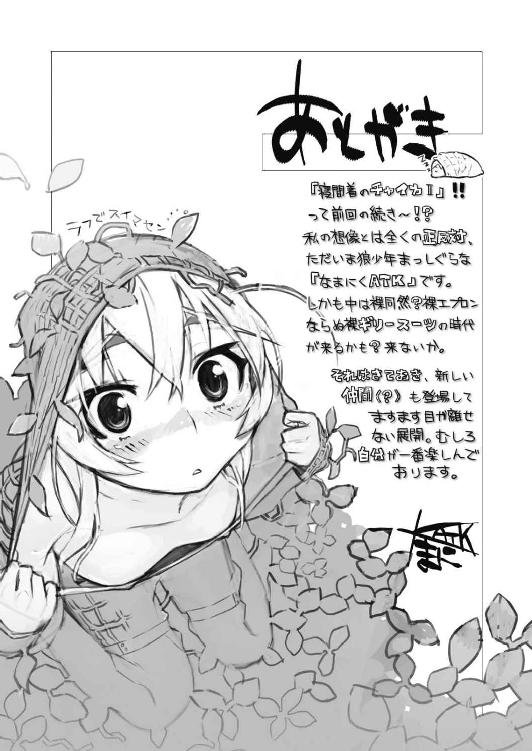 あとがき
『寝間着のチャイカⅡ』!!
って前回の続き～!?
私の想像とは全くの正反対、
ただいま狼少年まっしぐらな
『なまにくATK』です。
しかも中は裸同然?裸エプロン
ならぬ裸ギリースーツの時代
が来るかも?来ないか。
それはさておき、新しい
仲間(?)も登場して
ますます目が離せ
ない展開。むしろ
自分が一番楽しんで
おります。
ラフでスイマセン…
ATK